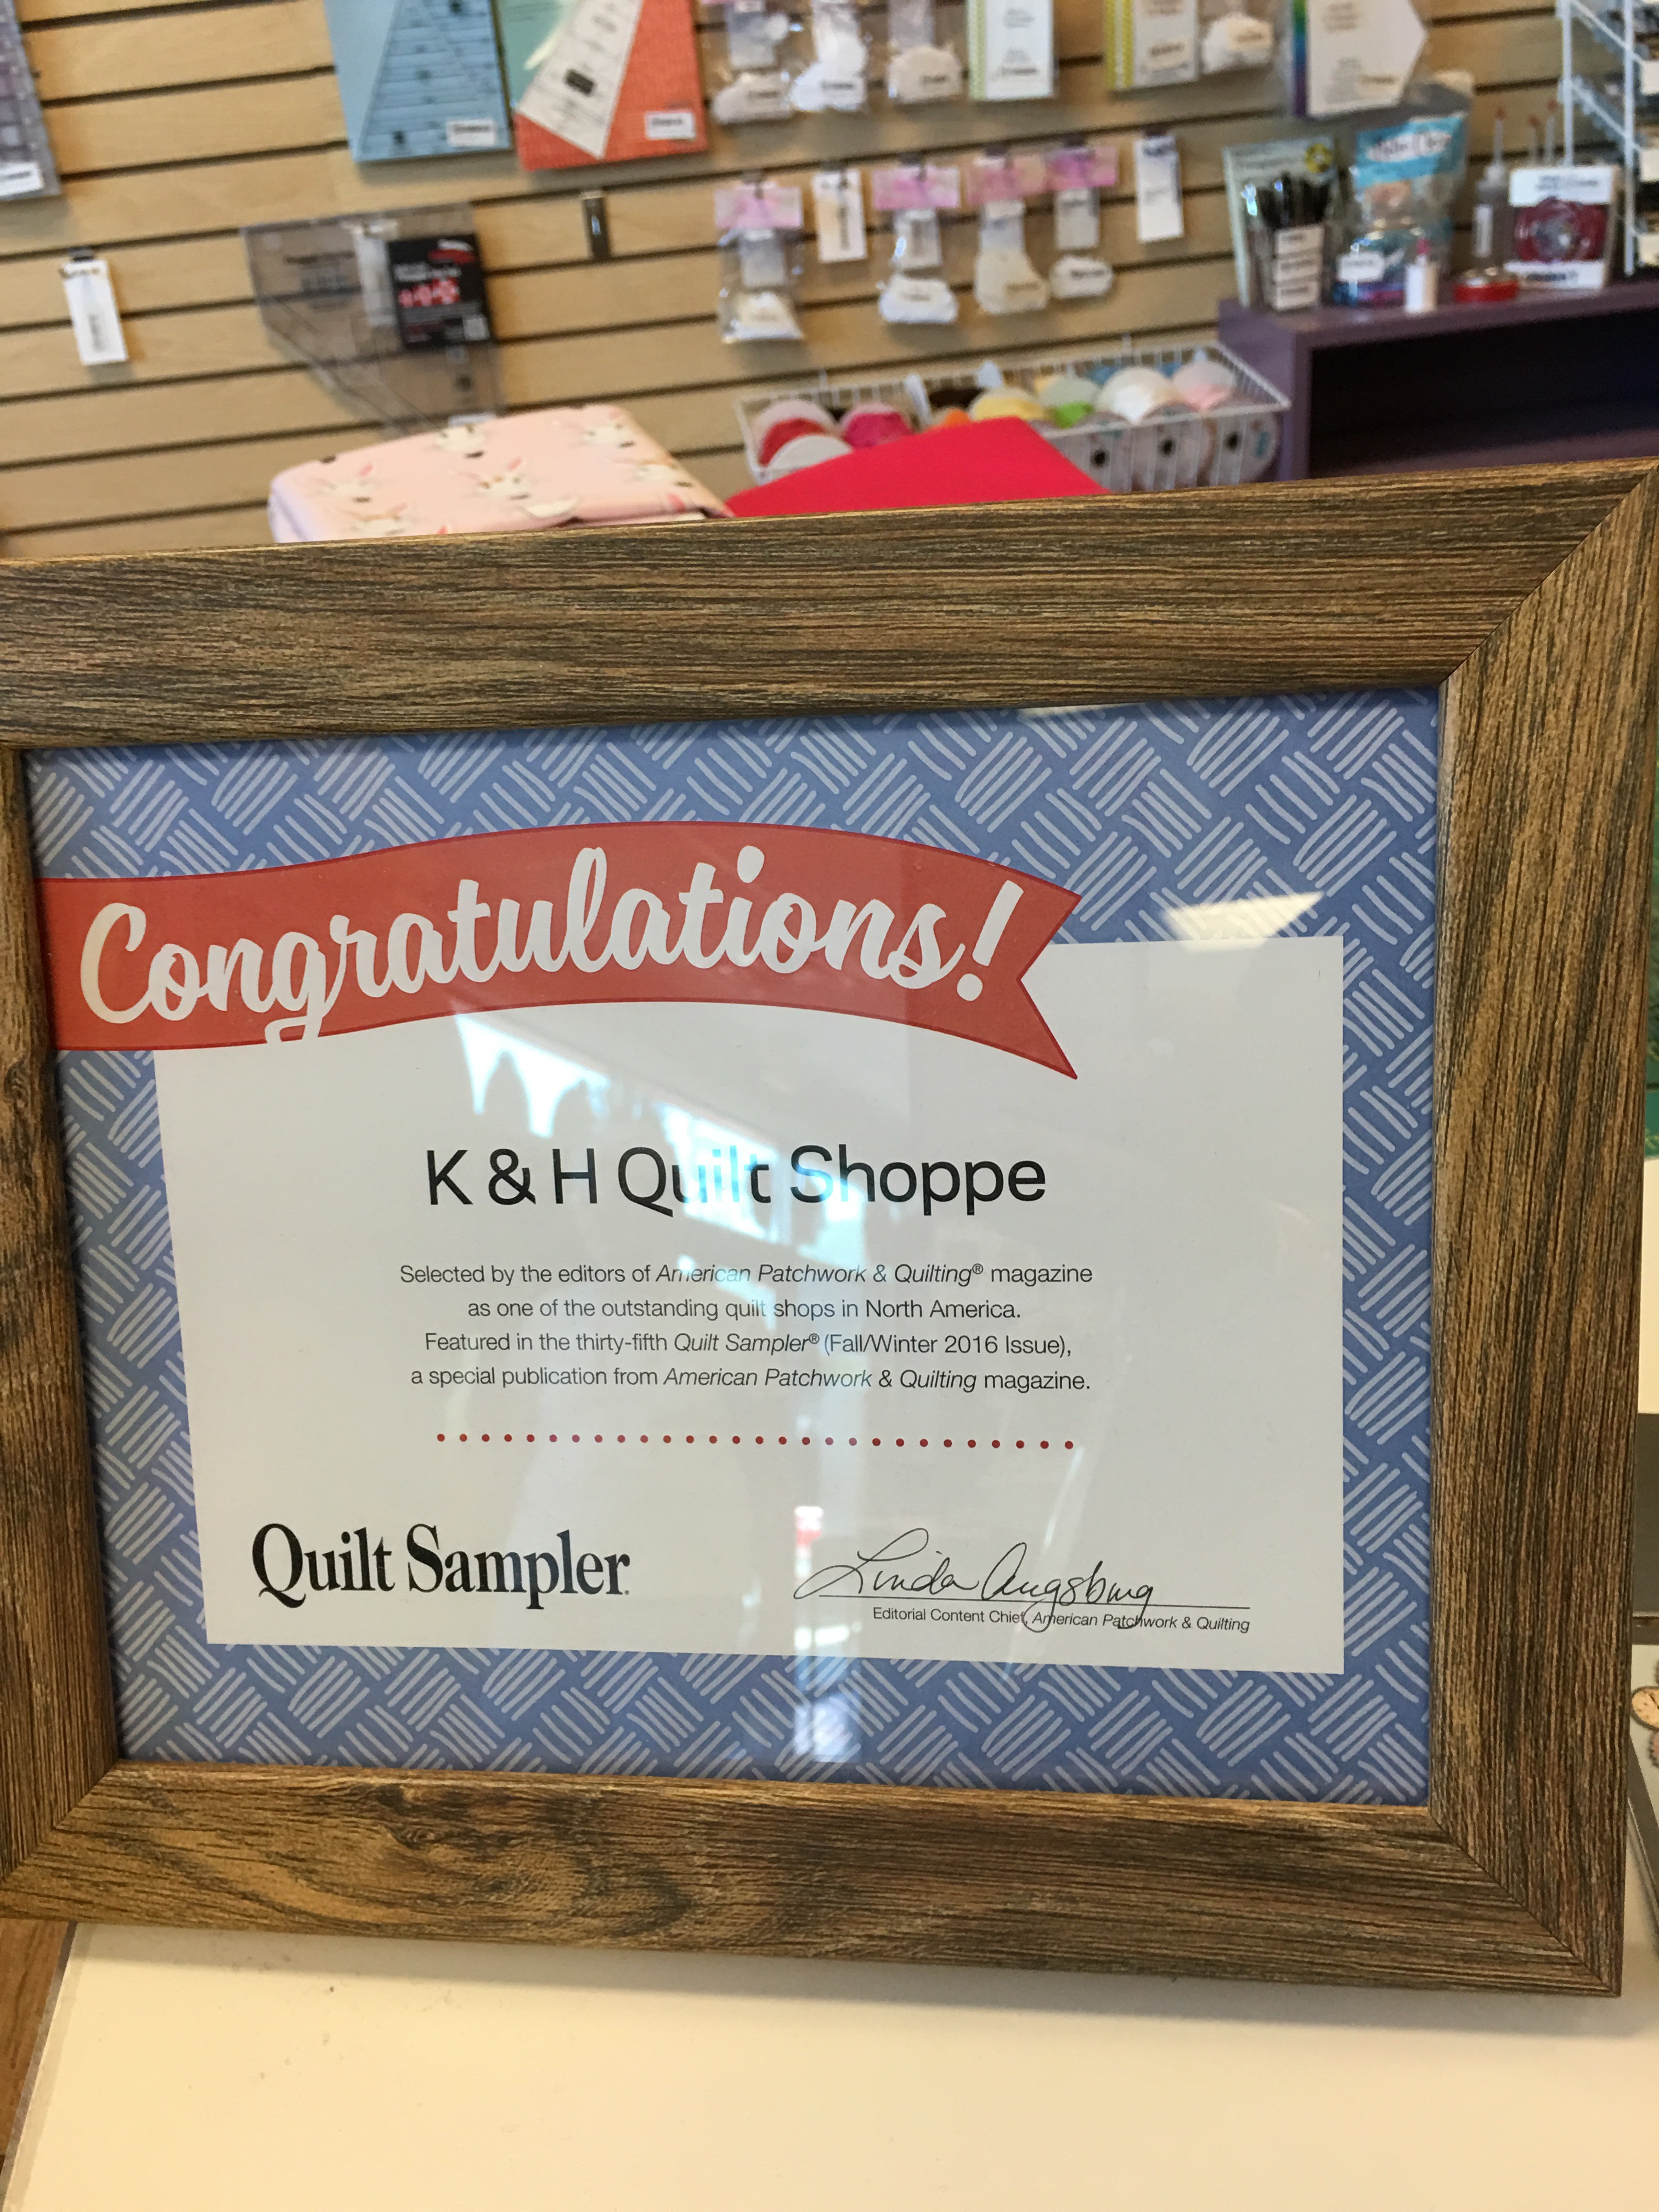 Congratulations!
K & H Quilt Shoppe
Selected by the editors of American Patchwork & Quilting® magazine
as one of the outstanding quilt shops in North America.
Featured in the thirty-fifth Quilt Sampler® (Fall/Winter 2016 Issue),
a special publication from American Patchwork & Quilting magazine.
Quilt Sampler®
Linda Augsburg
Editorial Content Chief, American Patchwork & Quilting